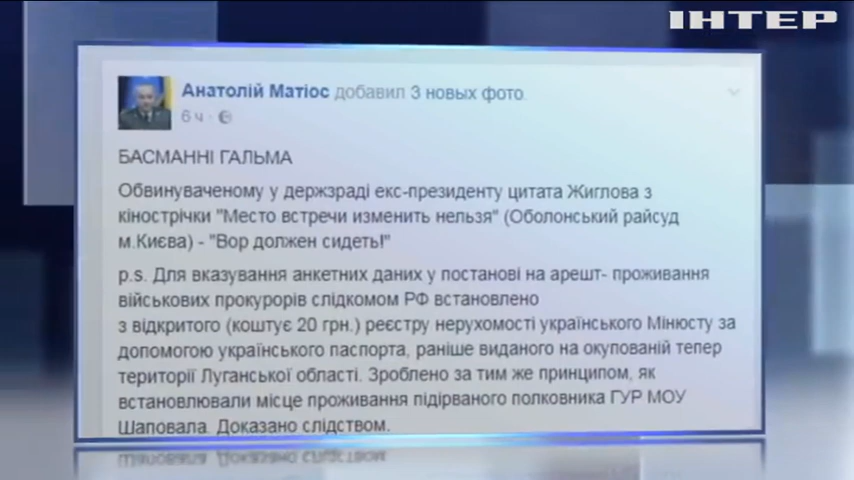 ІНТЕР
Анатолій Матіос добавил 3 новых фото.
6 ч ·
БАСМАННІ ГАЛЬМА
Обвинуваченому у держзраді екс-президенту цитата Жиглова з
кінострічки "Место встречи изменить нельзя" (Оболонський райсуд
м.Києва) - "Вор должен сидеть!"
p.s. Для вказування анкетних даних у постанові на арешт- проживання
військових прокурорів слідкомом РФ встановлено
з відкритого (коштує 20 грн.) реєстру нерухомості українського Мінюсту за
допомогою українського паспорта, раніше виданого на окупованій тепер
території Луганської області. Зроблено за тим же принципом, як
встановлювали місце проживання підірваного полковника ГУР МОУ
Шаповала. Доказано слідством.